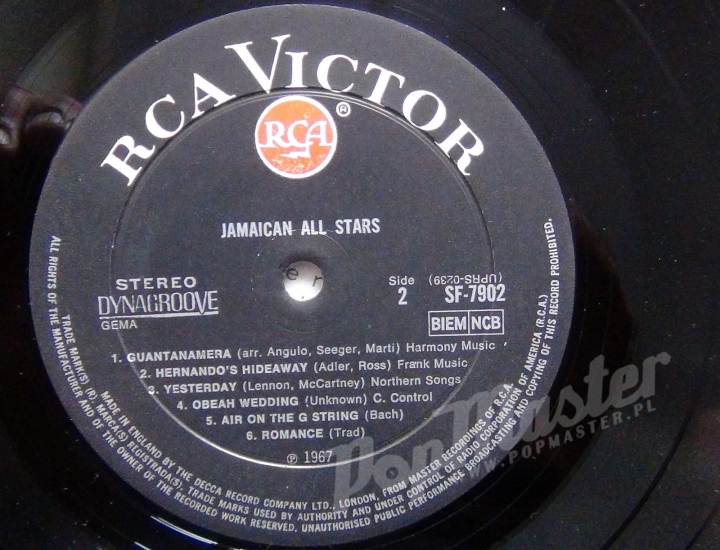 RCA VICTOR
RCA
®
JAMAICAN ALL STARS
STEREO
DYNAGROOVE
GEMA
er
Side
2
(UPRS-0239)
SF-7902
BIEM NCB
1. GUANTANAMERA (arr. Angulo, Seeger, Marti) Harmony Music
2. HERNANDO'S HIDEAWAY (Adler, Ross) Frank Music
3. YESTERDAY (Lennon, McCartney) Northern Songs
4. OBEAH WEDDING (Unknown) C. Control
5. AIR ON THE G STRING (Bach)
6. ROMANCE (Trad)
℗ 1967
ALL RIGHTS OF THE MANUFACTURER AND OF THE OWNER OF THE RECORDED WORK RESERVED. UNAUTHORISED PUBLIC PERFORMANCE BROADCASTING AND COPYING OF THIS RECORD PROHIBITED.
TRADE MARK(S) (R), MARCA(S) REGISTRADA(S), TRADE MARKS USED BY AUTHORITY AND UNDER CONTROL OF RADIO CORPORATION OF AMERICA (R.C.A.)
MADE IN ENGLAND BY THE DECCA RECORD COMPANY LTD., LONDON, FROM MASTER RECORDINGS OF R.C.A.
PopMaster
WWW.POPMASTER.PL